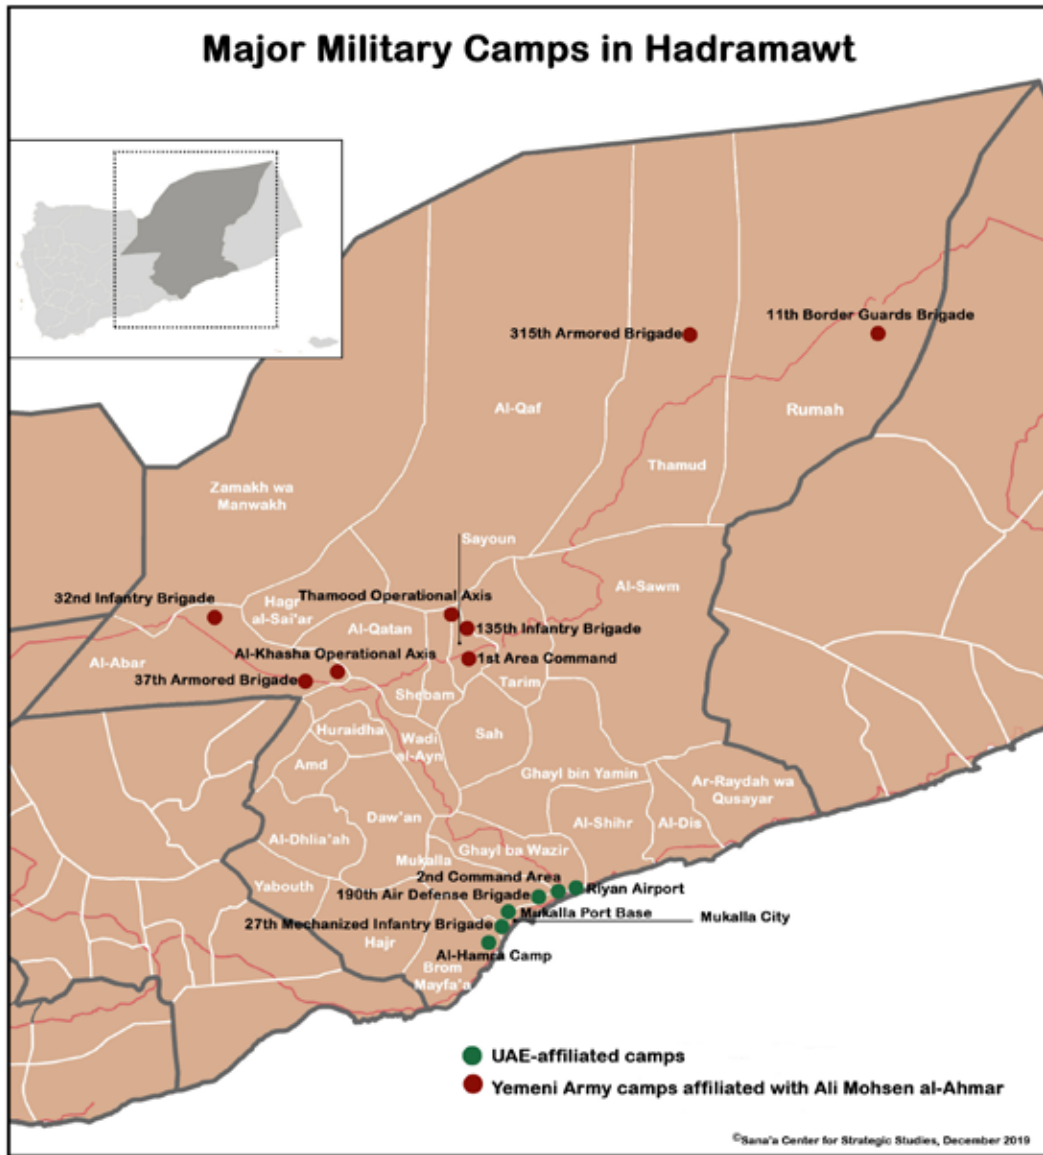 Major Military Camps in Hadramawt
315th Armored Brigade
11th Border Guards Brigade
Al-Qaf
Rumah
Thamud
Zamakh wa
Manwakh
Sayoun
Al-Sawm
32nd Infantry Brigade
Hagr
al-Sai'ar
Thamood Operational Axis
Al-Qatan
135th Infantry Brigade
Al-Abar
Al-Khasha Operational Axis
1st Area Command
37th Armored Brigade
Shebam
Tarim
Huraidha
Wadi
al-Ayn
Sah
Amd
Ghayl bin Yamin
Ar-Raydah wa
Qusayar
Daw'an
Al-Shihr
Al-Dis
Al-Dhlia'ah
Mukalla
Ghayl ba Wazir
Yabouth
2nd Command Area
190th Air Defense Brigade
Riyan Airport
Mukalla Port Base
Mukalla City
27th Mechanized Infantry Brigade
Hajr
Al-Hamra Camp
Brom
Mayfa'a
UAE-affiliated camps
Yemeni Army camps affiliated with Ali Mohsen al-Ahmar
©Sana'a Center for Strategic Studies, December 2019